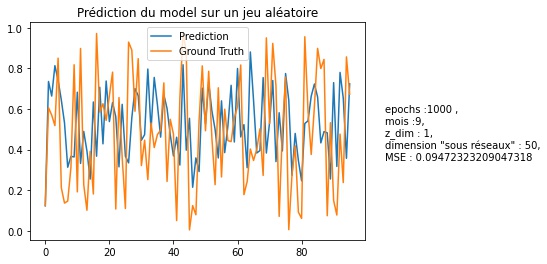 Prédiction du model sur un jeu aléatoire
1.0
0.8
0.6
0.4
0.2
0.0
0 20 40 60 80
Prediction
Ground Truth
epochs :1000 ,
mois :9,
z_dim : 1,
dimension "sous réseaux" : 50,
MSE : 0.09472323209047318